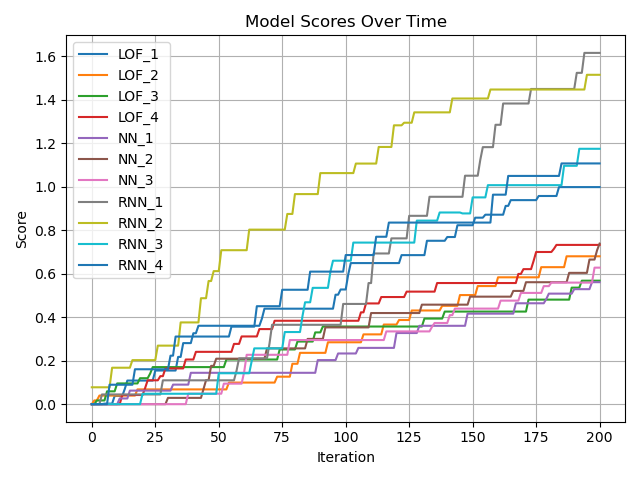 Model Scores Over Time
LOF_1
LOF_2
LOF_3
LOF_4
NN_1
NN_2
NN_3
RNN_1
RNN_2
RNN_3
RNN_4
1.6
1.4
1.2
1.0
0.8
0.6
0.4
0.2
0.0
Score
0 25 50 75 100 125 150 175 200
Iteration